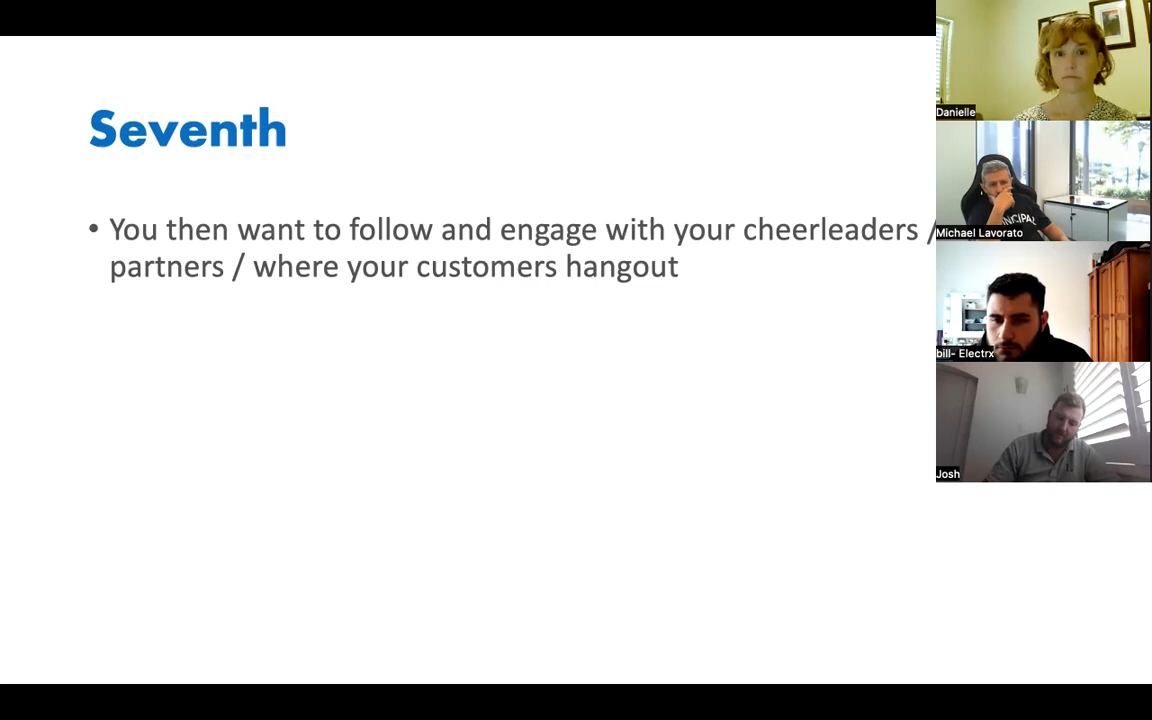 Seventh
• You then want to follow and engage with your cheerleaders /
partners / where your customers hangout
Danielle
Michael Lavorato
bill- Electrx
Josh